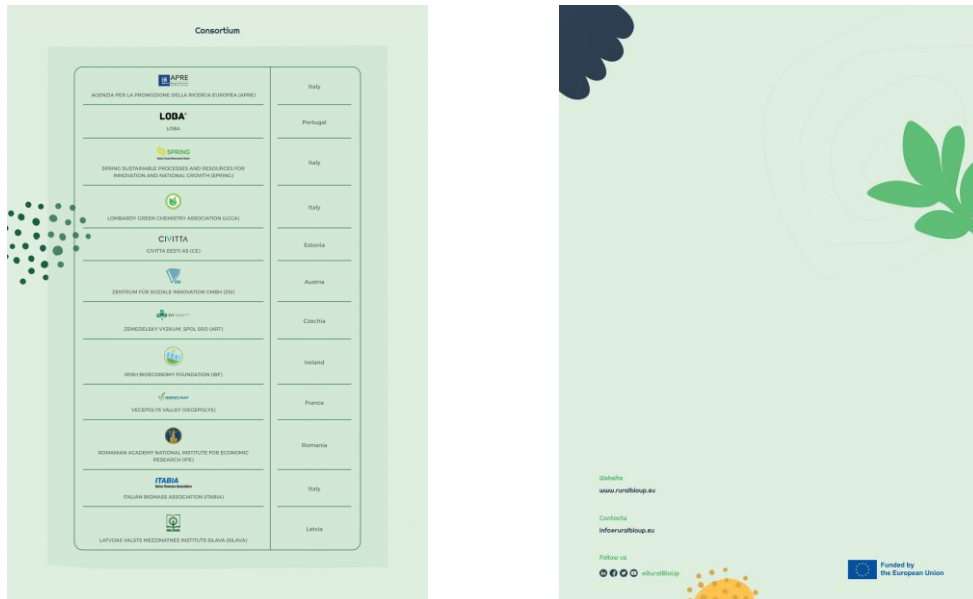 Consortium
APRE
AGENZIA PER LA PROMOZIONE DELLA RICERCA EUROPEA (APRE)
Italy
LOBA
LOBA
Portugal
SPRING
SPRING SUSTAINABLE PROCESSES AND RESOURCES FOR
INNOVATION AND NATIONAL GROWTH (SPRING)
Italy
LOMBARDY GREEN CHEMISTRY ASSOCIATION (LGCA)
Italy
CIVITTA
CIVITTA EESTI AS (CE)
Estonia
ZENTRUM FÜR SOZIALE INNOVATION GMBH (ZSI)
Austria
ZEMEDELSKY VYZKUM, SPOL SRO (ART)
Czechia
IRISH BIOECONOMY FOUNDATION (IBF)
Ireland
VEGEPOLYS VALLEY (VEGEPOLYS)
France
ROMANIAN ACADEMY NATIONAL INSTITUTE FOR ECONOMIC
RESEARCH (IPE)
Romania
ITABIA
Italian Biomass Association
ITALIAN BIOMASS ASSOCIATION (ITABIA)
Italy
LATVIJAS VALSTS MEZZINATNES INSTITUTS SILAVA (SILAVA)
Latvia
Website
www.ruralbioup.eu
Contacts
info@ruralbioup.eu
Follow us
@RuralBioUp
Funded by
the European Union